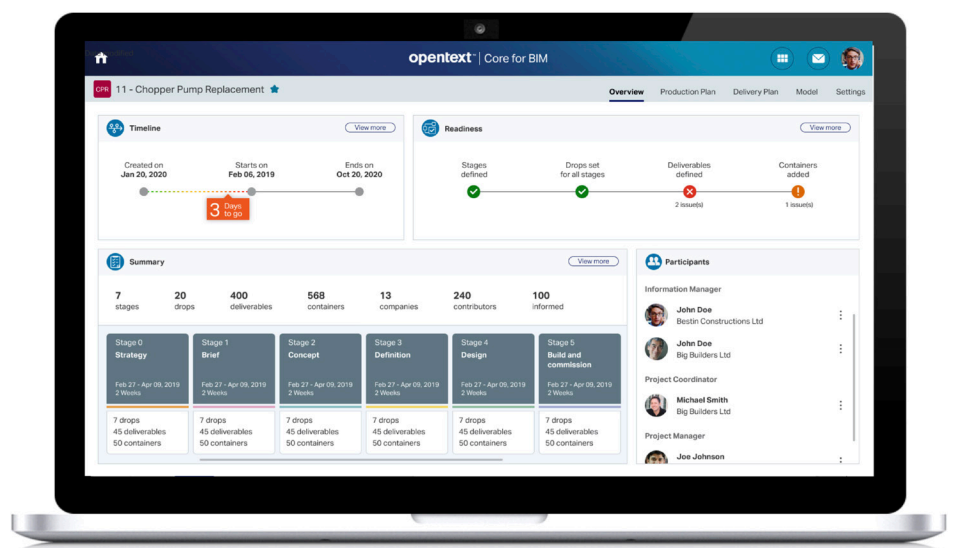 opentext™ | Core for BIM
CPR 11 - Chopper Pump Replacement
Overview Production Plan Delivery Plan Model Settings
Timeline View more
Created on Starts on Ends on
Jan 20, 2020 Feb 06, 2019 Oct 20, 2020
3 Days to go
Readiness View more
Stages defined
Drops set for all stages
Deliverables defined
2 issue(s)
Containers added
1 issue(s)
Summary View more
7 20 400 568 13 240 100
stages drops deliverables containers companies contributors informed
Stage 0
Strategy
Feb 27 - Apr 09, 2019
2 Weeks
7 drops
45 deliverables
50 containers
Stage 1
Brief
Feb 27 - Apr 09, 2019
2 Weeks
7 drops
45 deliverables
50 containers
Stage 2
Concept
Feb 27 - Apr 09, 2019
2 Weeks
7 drops
45 deliverables
50 containers
Stage 3
Definition
Feb 27 - Apr 09, 2019
2 Weeks
7 drops
45 deliverables
50 containers
Stage 4
Design
Feb 27 - Apr 09, 2019
2 Weeks
7 drops
45 deliverables
50 containers
Stage 5
Build and
commission
Feb 27 - Apr 09, 2019
2 Weeks
7 drops
45 deliverables
50 containers
Participants
Information Manager
John Doe
Bestin Constructions Ltd
John Doe
Big Builders Ltd
Project Coordinator
Michael Smith
Big Builders Ltd
Project Manager
Joe Johnson